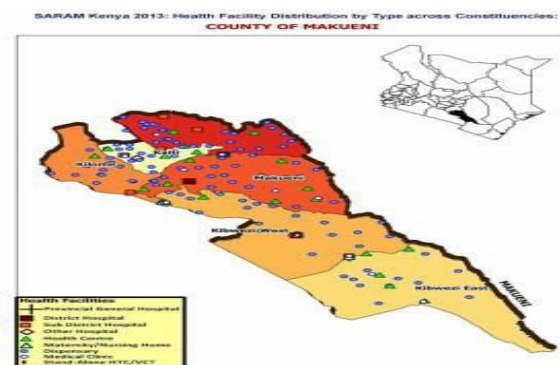 SARAM Kenya 2013: Health Facility Distribution by Type across Constituencies:
COUNTY OF MAKUENI
Kaiti
Kilome
Makueni
Kibwezi West
Kibwezi East
MAKUENI
Health Facilities
Provincial General Hospital
District Hospital
Sub District Hospital
Other Hospital
Health Centre
Maternity/Nursing Home
Dispensary
Medical Clinic
Stand-Alone HTC/VCT